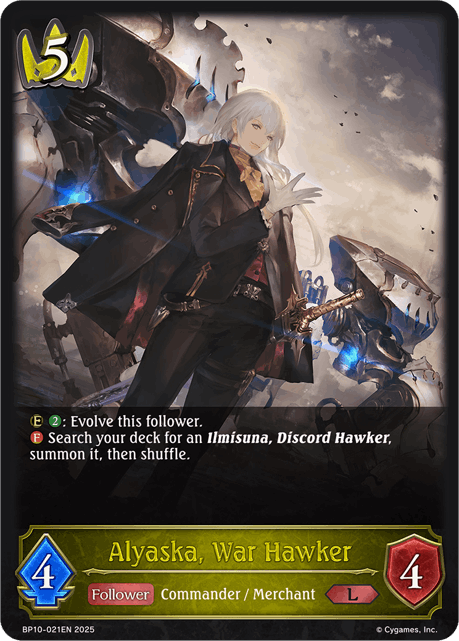 5
E 2: Evolve this follower.
F Search your deck for an Ilmisuna, Discord Hawker,
summon it, then shuffle.
Alyaska, War Hawker
4
Follower Commander / Merchant L
4
BP10-021EN 2025 © Cygames, Inc.